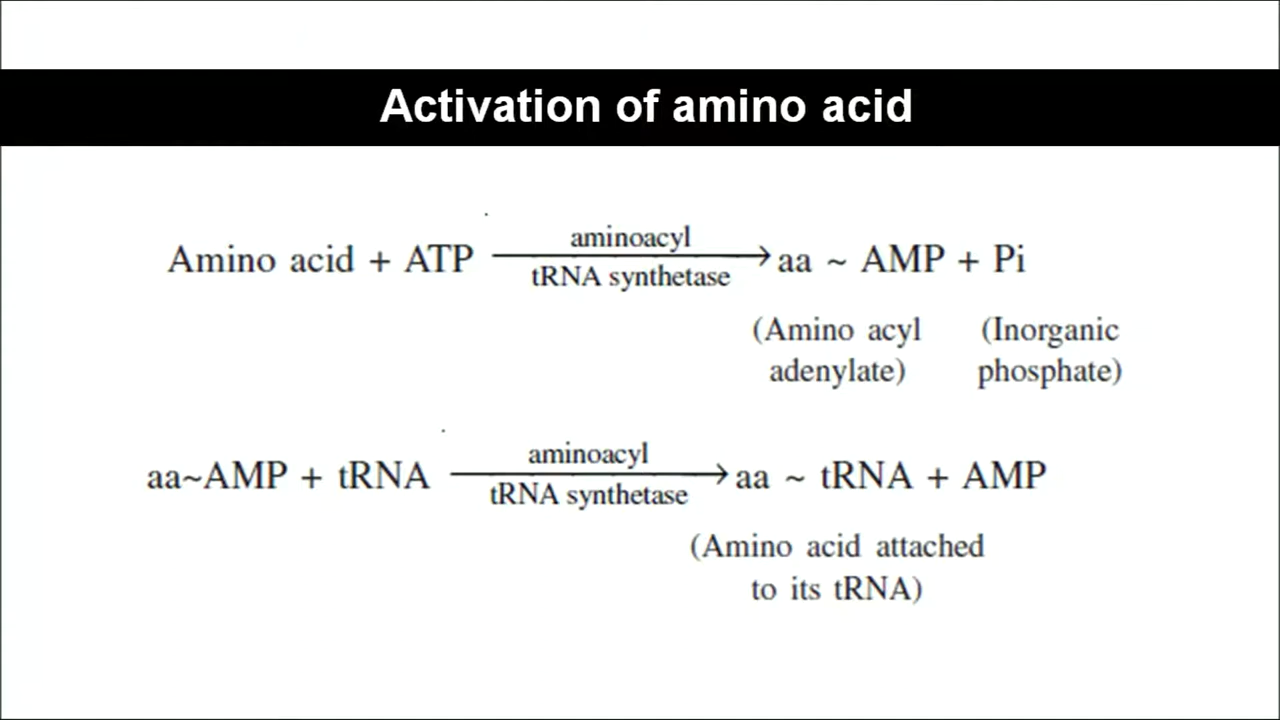 Activation of amino acid
aminoacyl
Amino acid + ATP ⟶ aa ~ AMP + Pi
tRNA synthetase
(Amino acyl (Inorganic
adenylate) phosphate)
aminoacyl
aa~AMP + tRNA ⟶ aa ~ tRNA + AMP
tRNA synthetase
(Amino acid attached
to its tRNA)